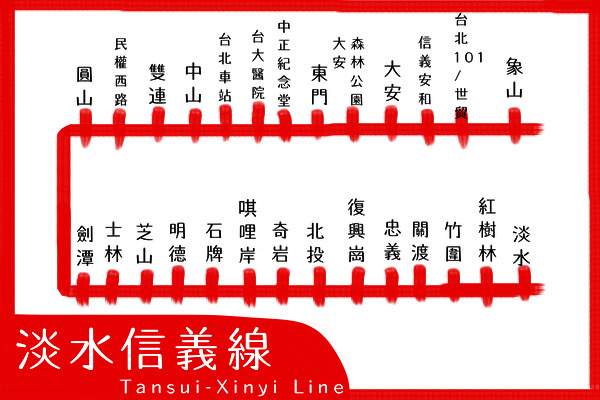 圓山
民權西路
雙連
中山
台北車站
台大醫院
中正紀念堂
東門
大安
森林公園
大安
信義安和
台北
101
/世貿
象山
劍潭
士林
芝山
明德
石牌
唭哩岸
奇岩
北投
復興崗
忠義
關渡
竹圍
紅樹林
淡水
淡水信義線
Tansui-Xinyi Line